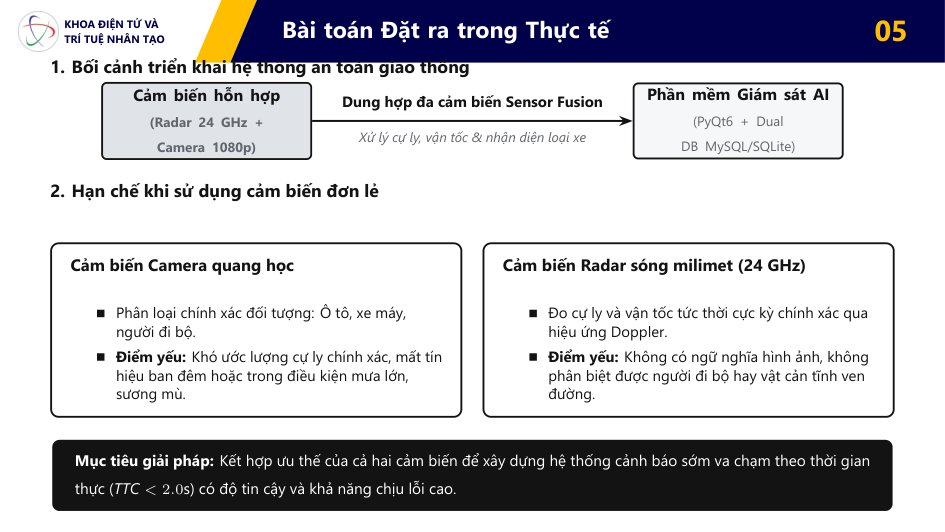 KHOA ĐIỆN TỬ VÀ
TRÍ TUỆ NHÂN TẠO
Bài toán Đặt ra trong Thực tế
05
1. Bối cảnh triển khai hệ thống an toàn giao thông
Cảm biến hỗn hợp
(Radar 24 GHz +
Camera 1080p)
Dung hợp đa cảm biến Sensor Fusion
Xử lý cự ly, vận tốc & nhận diện loại xe
Phần mềm Giám sát AI
(PyQt6 + Dual
DB MySQL/SQLite)
2. Hạn chế khi sử dụng cảm biến đơn lẻ
Cảm biến Camera quang học
■ Phân loại chính xác đối tượng: Ô tô, xe máy,
người đi bộ.
■ Điểm yếu: Khó ước lượng cự ly chính xác, mất tín
hiệu ban đêm hoặc trong điều kiện mưa lớn,
sương mù.
Cảm biến Radar sóng milimet (24 GHz)
■ Đo cự ly và vận tốc tức thời cực kỳ chính xác qua
hiệu ứng Doppler.
■ Điểm yếu: Không có ngữ nghĩa hình ảnh, không
phân biệt được người đi bộ hay vật cản tĩnh ven
đường.
Mục tiêu giải pháp: Kết hợp ưu thế của cả hai cảm biến để xây dựng hệ thống cảnh báo sớm va chạm theo thời gian
thực (TTC < 2.0s) có độ tin cậy và khả năng chịu lỗi cao.